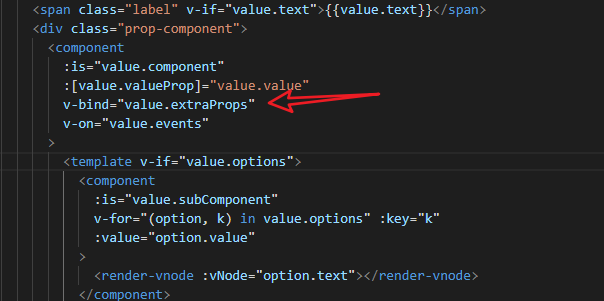 <span class="label" v-if="value.text">{{value.text}}</span>
<div class="prop-component">
<component
:is="value.component"
:[value.valueProp]="value.value"
v-bind="value.extraProps"
v-on="value.events"
>
<template v-if="value.options">
<component
:is="value.subComponent"
v-for="(option, k) in value.options" :key="k"
:value="option.value"
>
<render-vnode :vNode="option.text"></render-vnode>
</component>